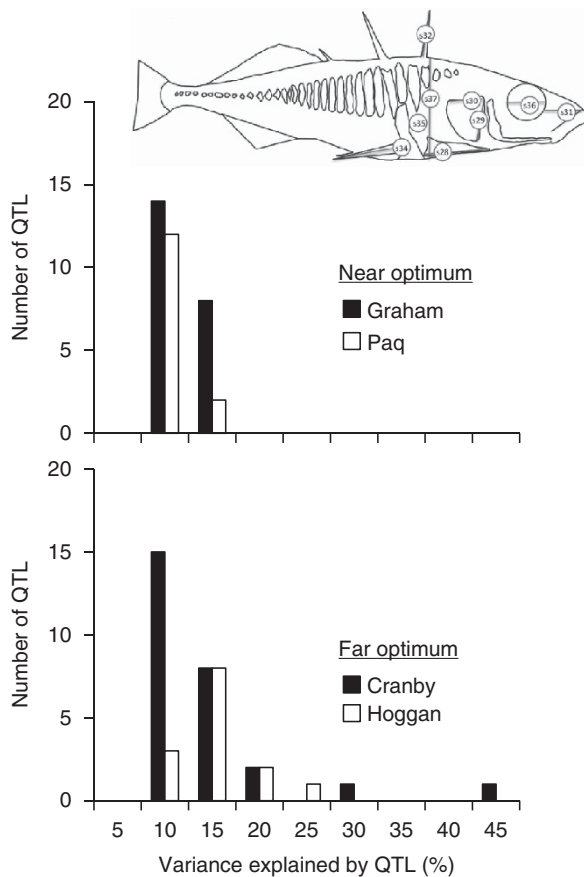 s32
s37
s30
s36
s31
s35
s29
s34
s28
Number of QTL
20
15
10
5
0
Near optimum
Graham
Paq
Number of QTL
20
15
10
5
0
Far optimum
Cranby
Hoggan
5 10 15 20 25 30 35 40 45
Variance explained by QTL (%)